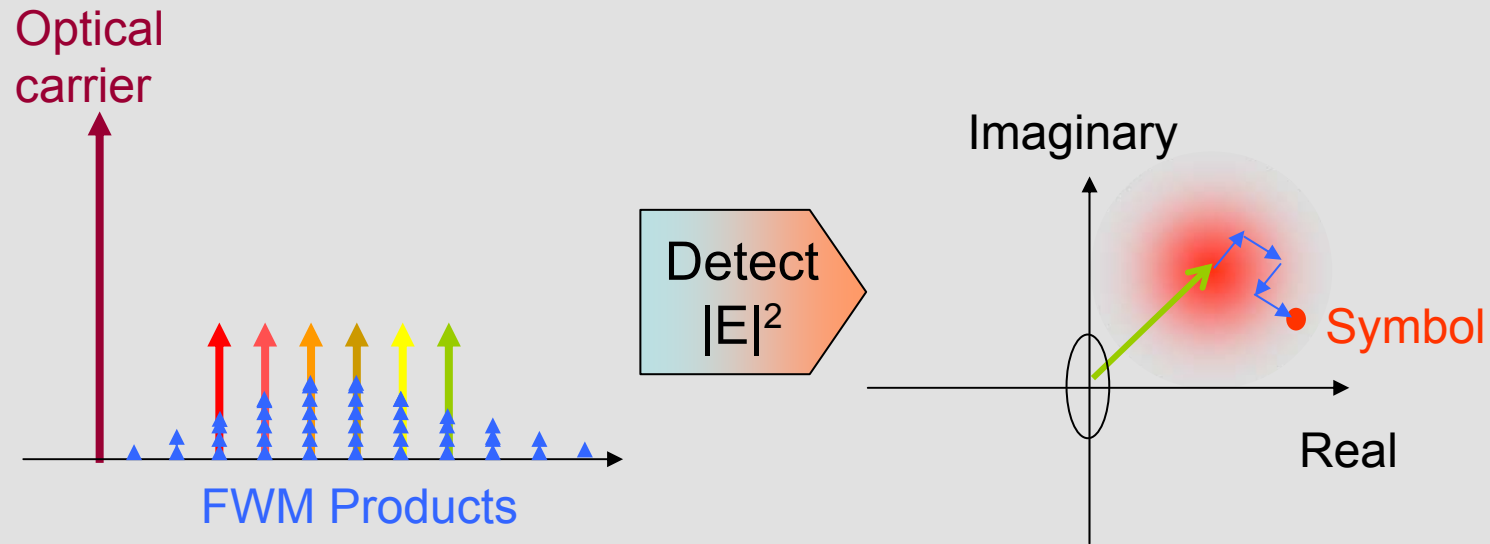 Optical
carrier
FWM Products
Detect
|E|²
Imaginary
Symbol
Real